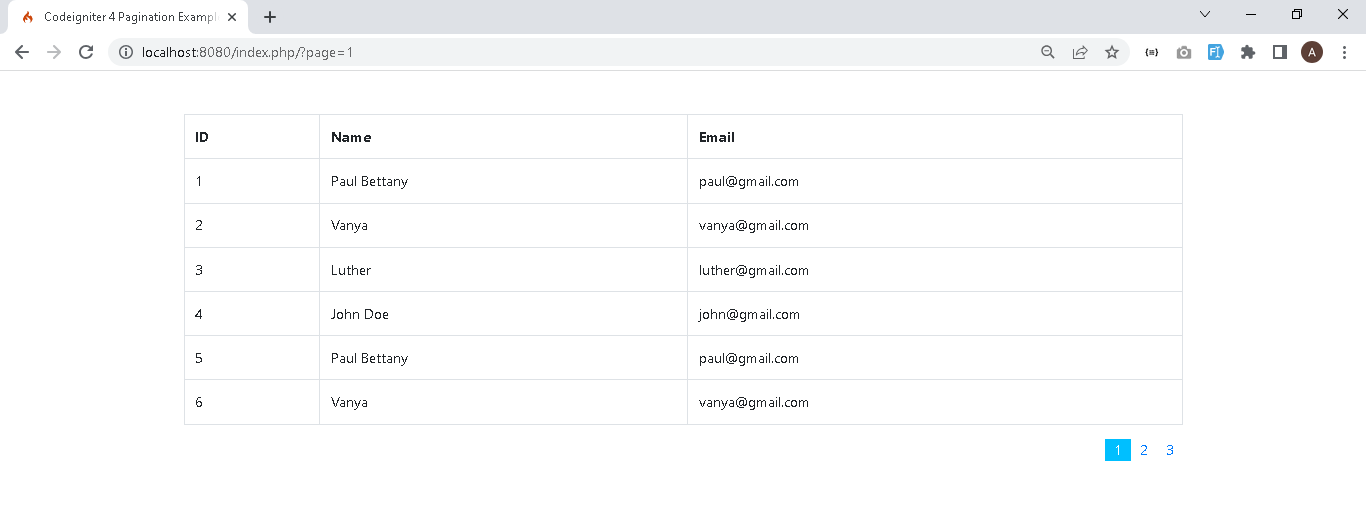 Codeigniter 4 Pagination Exampl
localhost:8080/index.php/?page=1
A
ID Name Email
1 Paul Bettany paul@gmail.com
2 Vanya vanya@gmail.com
3 Luther luther@gmail.com
4 John Doe john@gmail.com
5 Paul Bettany paul@gmail.com
6 Vanya vanya@gmail.com
1 2 3